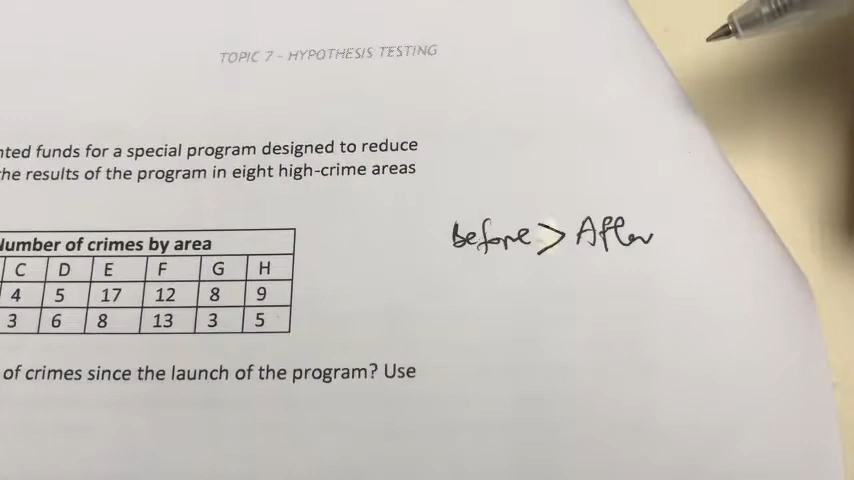 TOPIC 7 - HYPOTHESIS TESTING
nted funds for a special program designed to reduce
he results of the program in eight high-crime areas
Number of crimes by area
C D E F G H
4 5 17 12 8 9
3 6 8 13 3 5
Before > After
of crimes since the launch of the program? Use